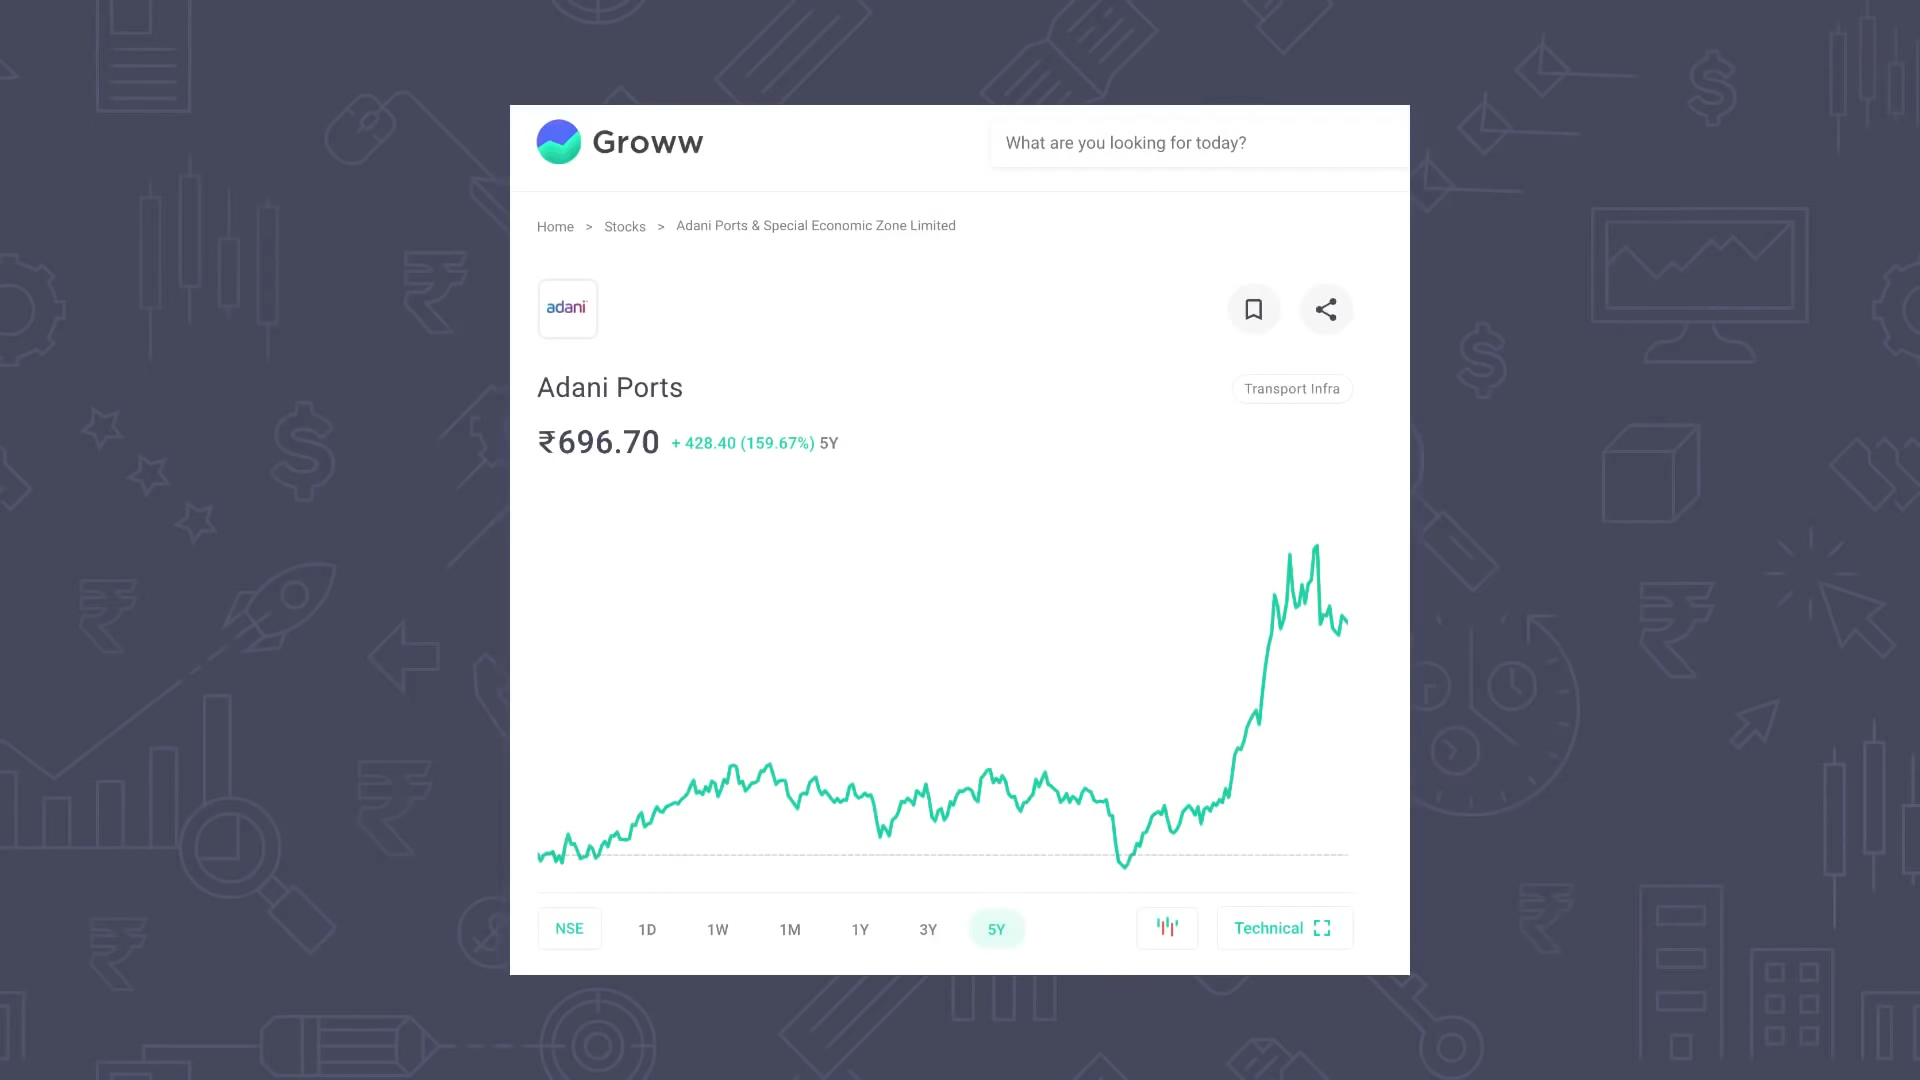 Groww
What are you looking for today?
Home > Stocks > Adani Ports & Special Economic Zone Limited
adani
Adani Ports
Transport Infra
₹696.70 + 428.40 (159.67%) 5Y
NSE 1D 1W 1M 1Y 3Y 5Y Technical